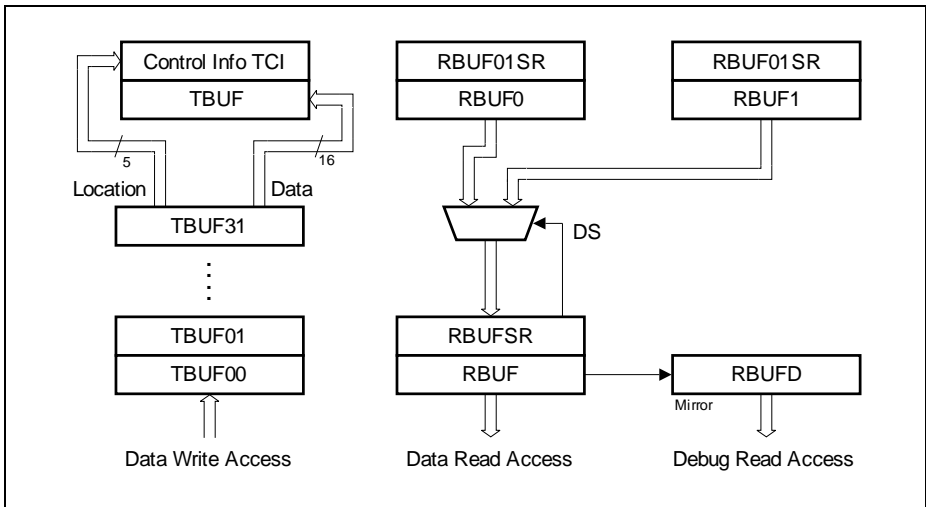 Control Info TCI
TBUF
5
16
Location
Data
TBUF31
TBUF01
TBUF00
Data Write Access
RBUF01SR
RBUF0
RBUF01SR
RBUF1
DS
RBUFSR
RBUF
Mirror
RBUFD
Data Read Access
Debug Read Access